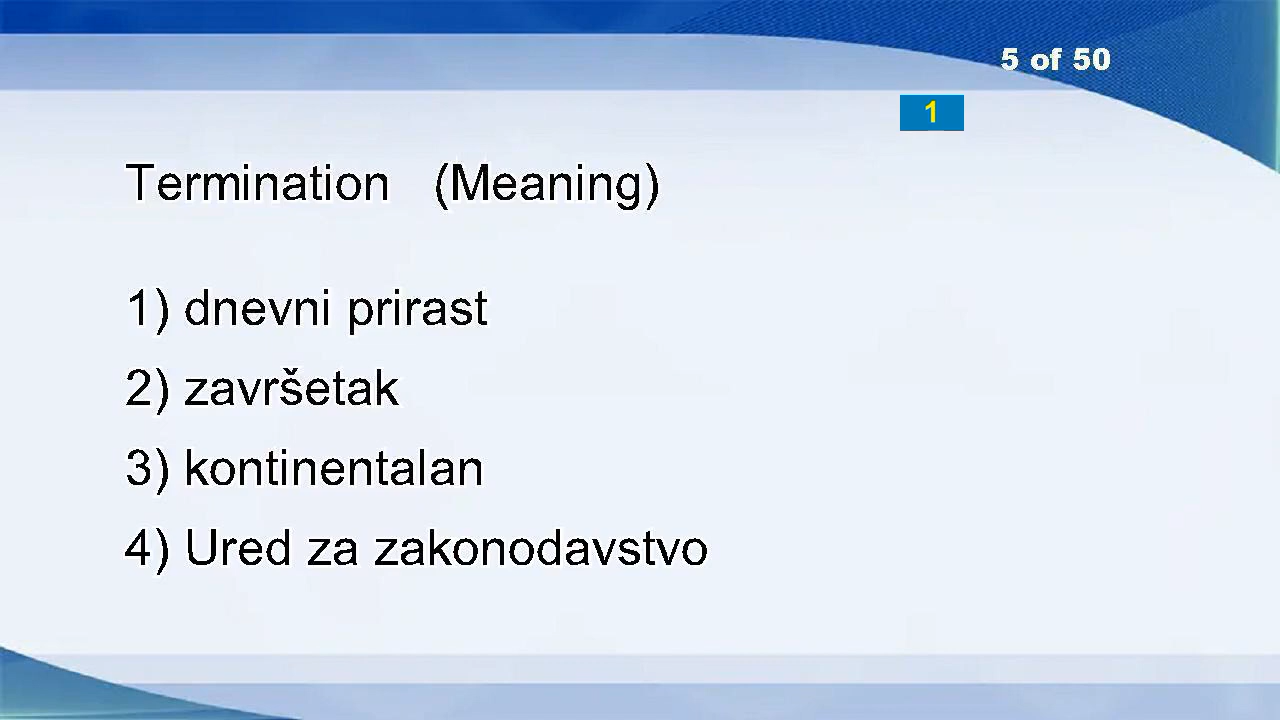 5 of 50
1
Termination (Meaning)
1) dnevni prirast
2) završetak
3) kontinentalan
4) Ured za zakonodavstvo